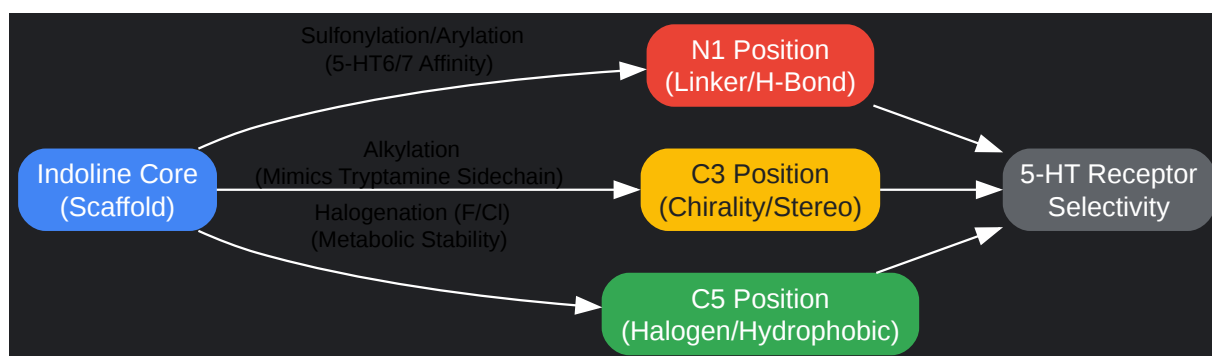 Sulfonylation/Arylation
(5-HT6/7 Affinity)
N1 Position
(Linker/H-Bond)
Indoline Core
(Scaffold)
Alkylation
(Mimics Tryptamine Sidechain)
C3 Position
(Chirality/Stereo)
5-HT Receptor
Selectivity
Halogenation (F/Cl)
(Metabolic Stability)
C5 Position
(Halogen/Hydrophobic)